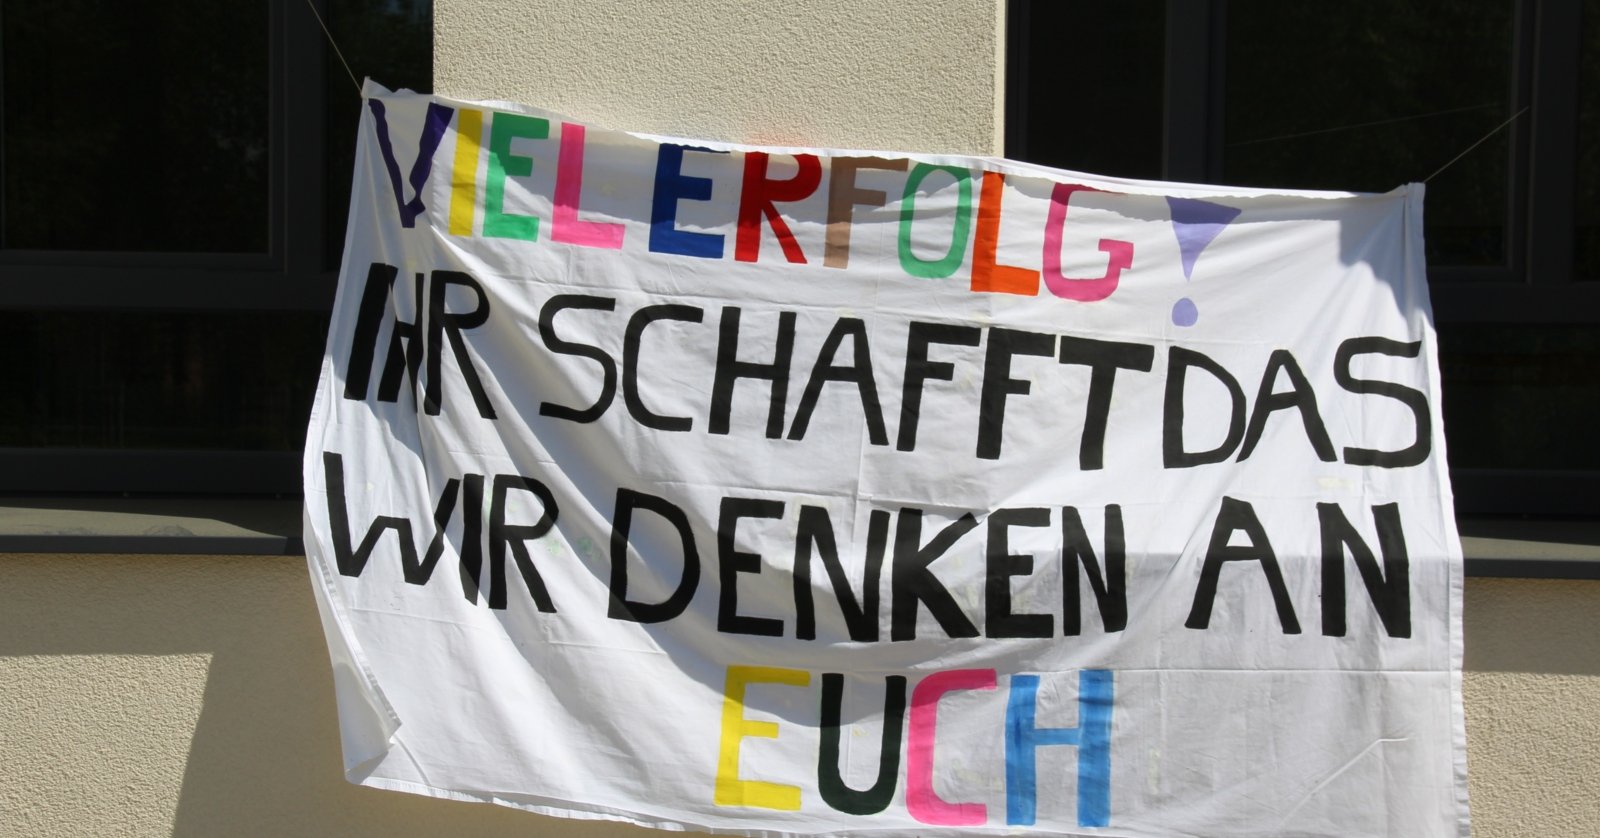 VIEL ERFOLG!
IHR SCHAFFT DAS
WIR DENKEN AN
EUCH